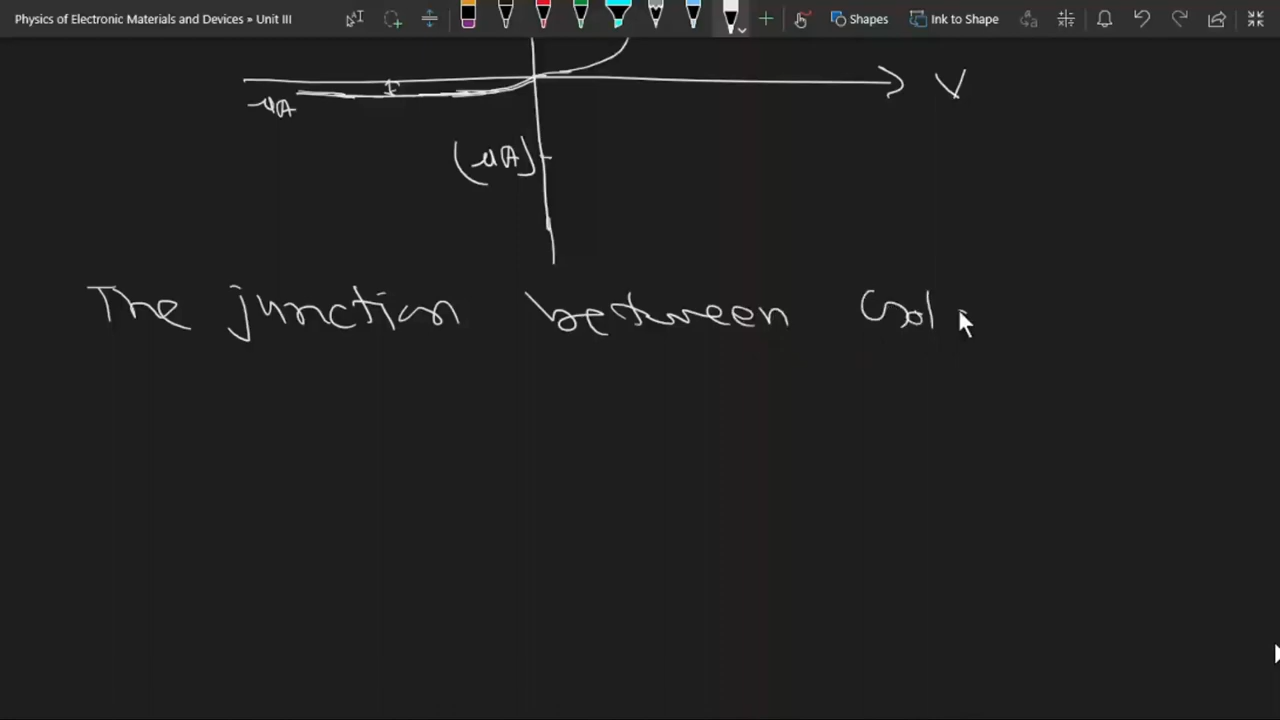 Physics of Electronic Materials and Devices » Unit III
Shapes
Ink to Shape
V
-uA
(uA)
The junction between Gol